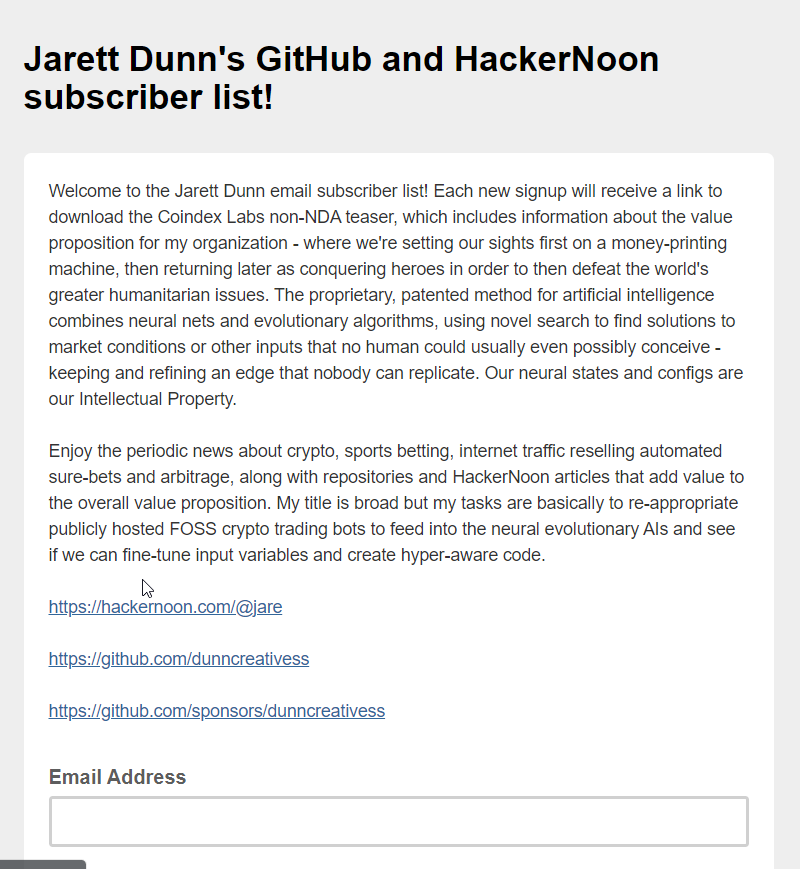 Jarett Dunn's GitHub and HackerNoon
subscriber list!
Welcome to the Jarett Dunn email subscriber list! Each new signup will receive a link to
download the Coindex Labs non-NDA teaser, which includes information about the value
proposition for my organization - where we're setting our sights first on a money-printing
machine, then returning later as conquering heroes in order to then defeat the world's
greater humanitarian issues. The proprietary, patented method for artificial intelligence
combines neural nets and evolutionary algorithms, using novel search to find solutions to
market conditions or other inputs that no human could usually even possibly conceive -
keeping and refining an edge that nobody can replicate. Our neural states and configs are
our Intellectual Property.
Enjoy the periodic news about crypto, sports betting, internet traffic reselling automated
sure-bets and arbitrage, along with repositories and HackerNoon articles that add value to
the overall value proposition. My title is broad but my tasks are basically to re-appropriate
publicly hosted FOSS crypto trading bots to feed into the neural evolutionary AIs and see
if we can fine-tune input variables and create hyper-aware code.
https://hackernoon.com/@jare
https://github.com/dunncreativess
https://github.com/sponsors/dunncreativess
Email Address